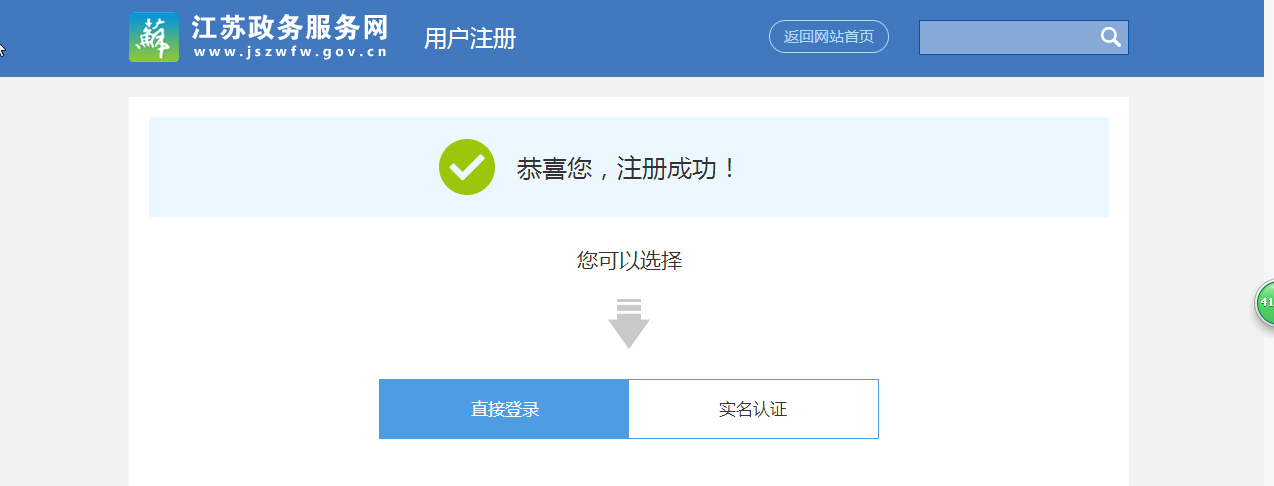 蘇
江苏政务服务网
www.jszwfw.gov.cn
用户注册
返回网站首页
恭喜您，注册成功！
您可以选择
直接登录
实名认证
41